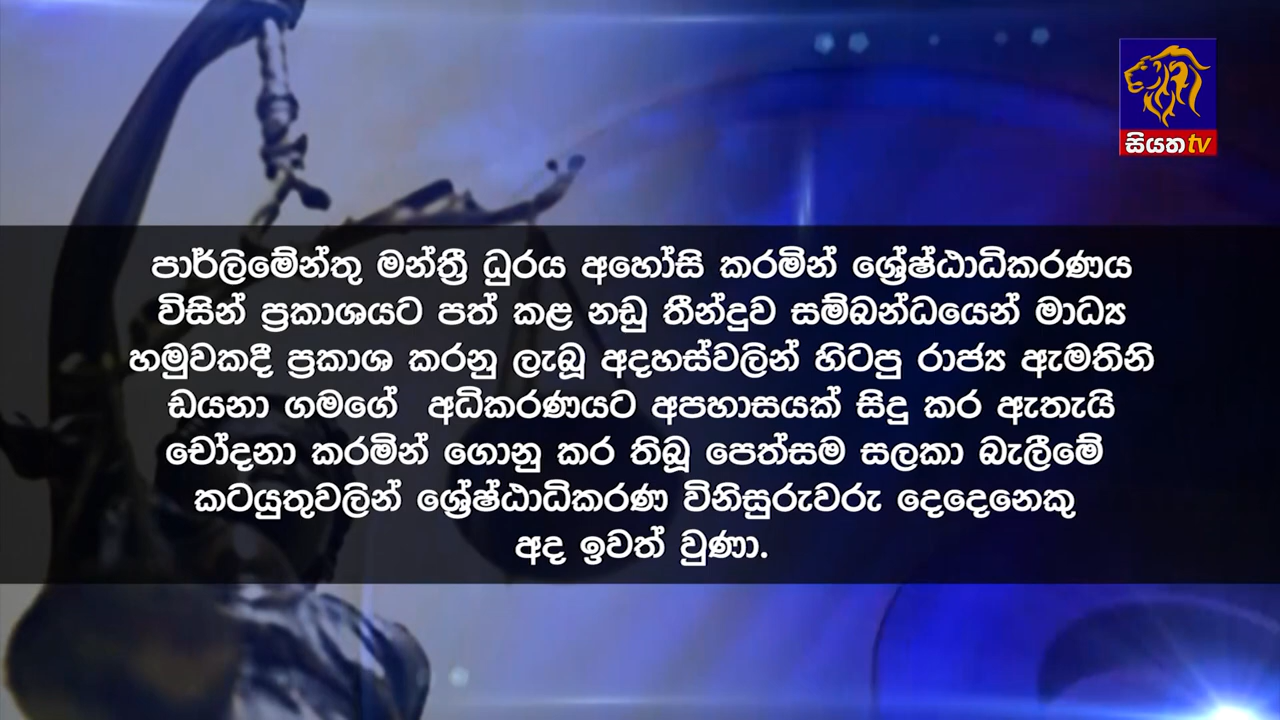 සියත tv
පාර්ලිමේන්තු මන්ත්‍රී ධුරය අහෝසි කරමින් ශ්‍රේෂ්ඨාධිකරණය
විසින් ප්‍රකාශයට පත් කළ නඩු තීන්දුව සම්බන්ධයෙන් මාධ්‍ය
හමුවකදී ප්‍රකාශ කරනු ලැබූ අදහස්වලින් හිටපු රාජ්‍ය ඇමතිනි
ඩයනා ගමගේ අධිකරණයට අපහාසයක් සිදු කර ඇතැයි
චෝදනා කරමින් ගොනු කර තිබූ පෙත්සම සලකා බැලීමේ
කටයුතුවලින් ශ්‍රේෂ්ඨාධිකරණ විනිසුරුවරු දෙදෙනෙකු
අද ඉවත් වුණා.